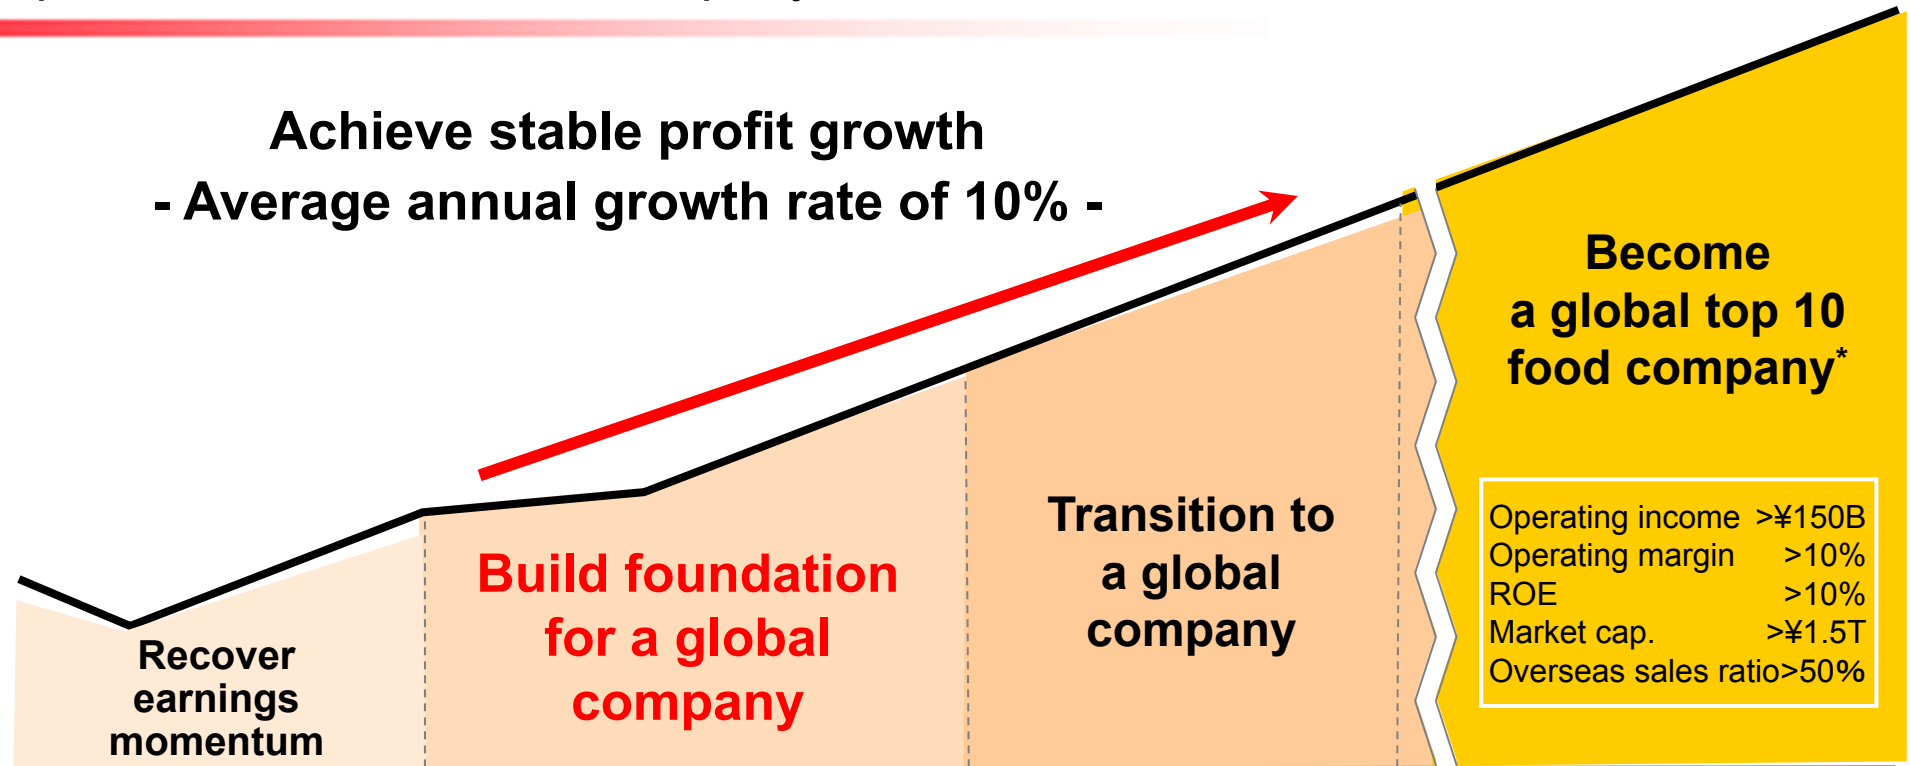 Achieve stable profit growth
- Average annual growth rate of 10% -
Become
a global top 10
food company*
Operating income >¥150B
Operating margin >10%
ROE >10%
Market cap. >¥1.5T
Overseas sales ratio>50%
Transition to
a global
company
Build foundation
for a global
company
Recover
earnings
momentum